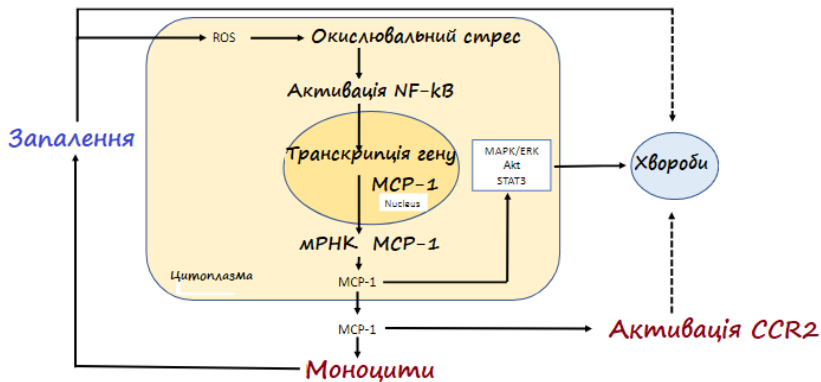 ROS
Окислювальний стрес
Активація NF-kB
Запалення
Транскрипція гену
MCP-1
Nucleus
MAPK/ERK
Akt
STAT3
Хвороби
мРНК MCP-1
Цитоплазма
MCP-1
MCP-1
Активація CCR2
Моноцити